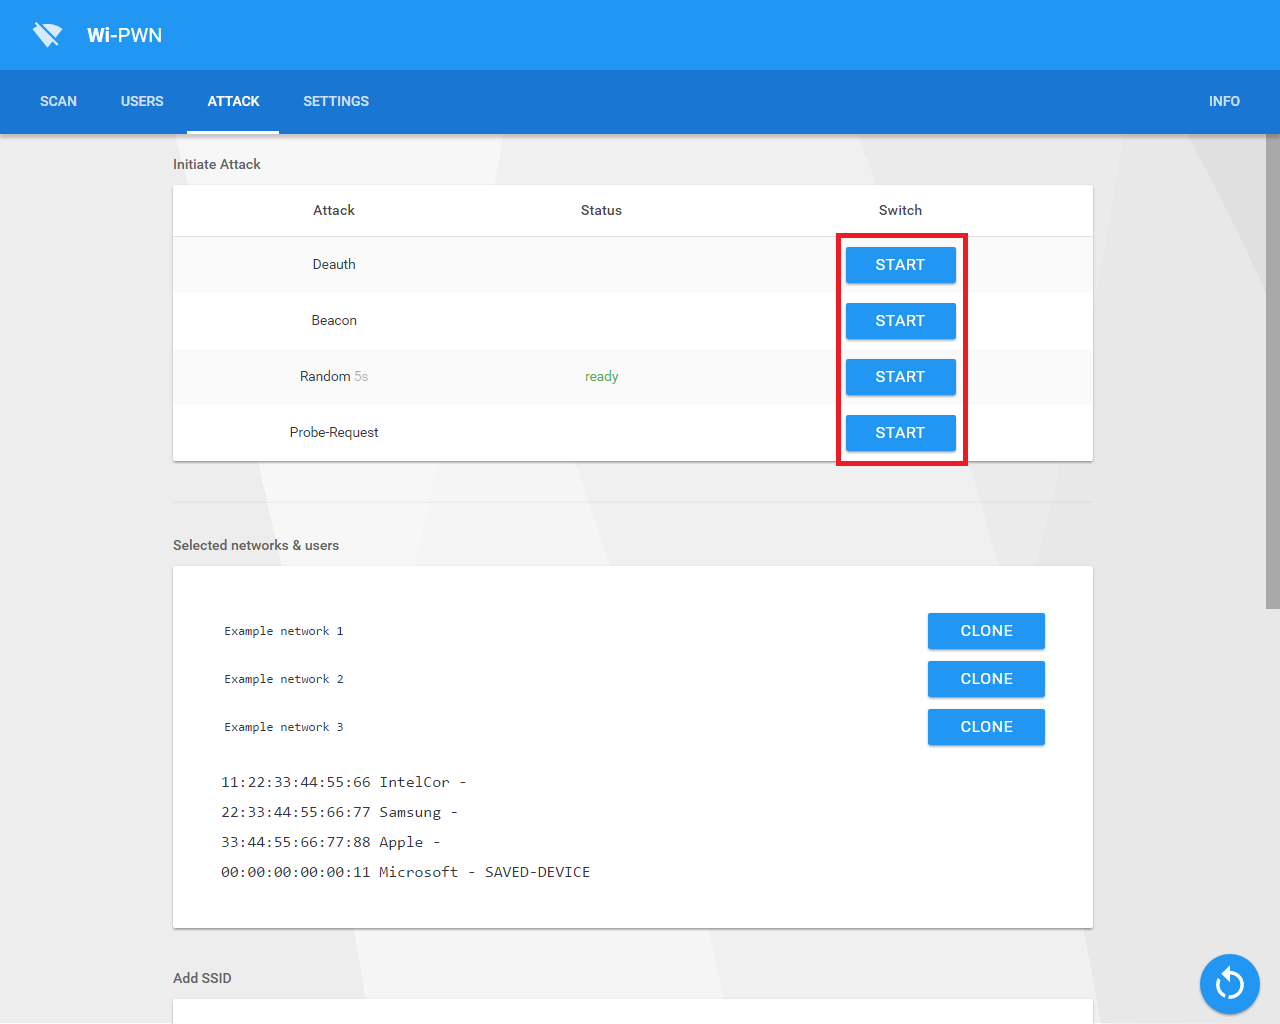 Wi-PWN
SCAN USERS ATTACK SETTINGS INFO
Initiate Attack
Attack Status Switch
Deauth START
Beacon START
Random 5s ready START
Probe-Request START
Selected networks & users
Example network 1 CLONE
Example network 2 CLONE
Example network 3 CLONE
11:22:33:44:55:66 IntelCor -
22:33:44:55:66:77 Samsung -
33:44:55:66:77:88 Apple -
00:00:00:00:00:11 Microsoft - SAVED-DEVICE
Add SSID